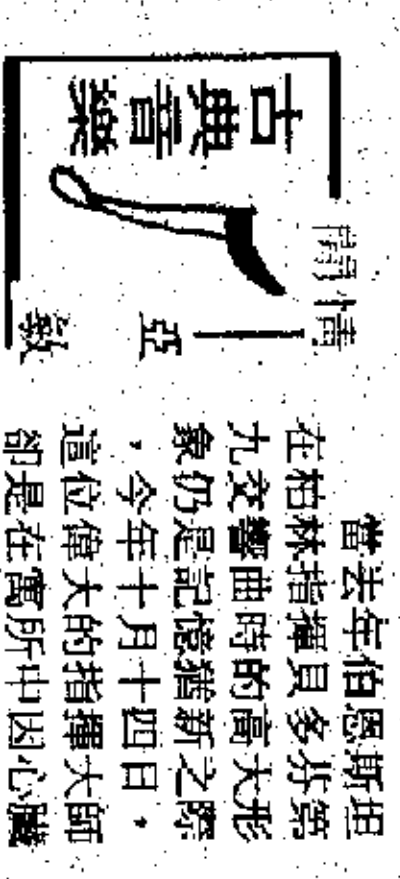 古典音樂
閒情
亞
當去年伯恩斯坦
在柏林指揮貝多芬第
九交響曲時的高大形
象仍是記憶猶新之際
，今年十月十四日，
這位偉大的指揮大師
卻是在寓所中因心臟